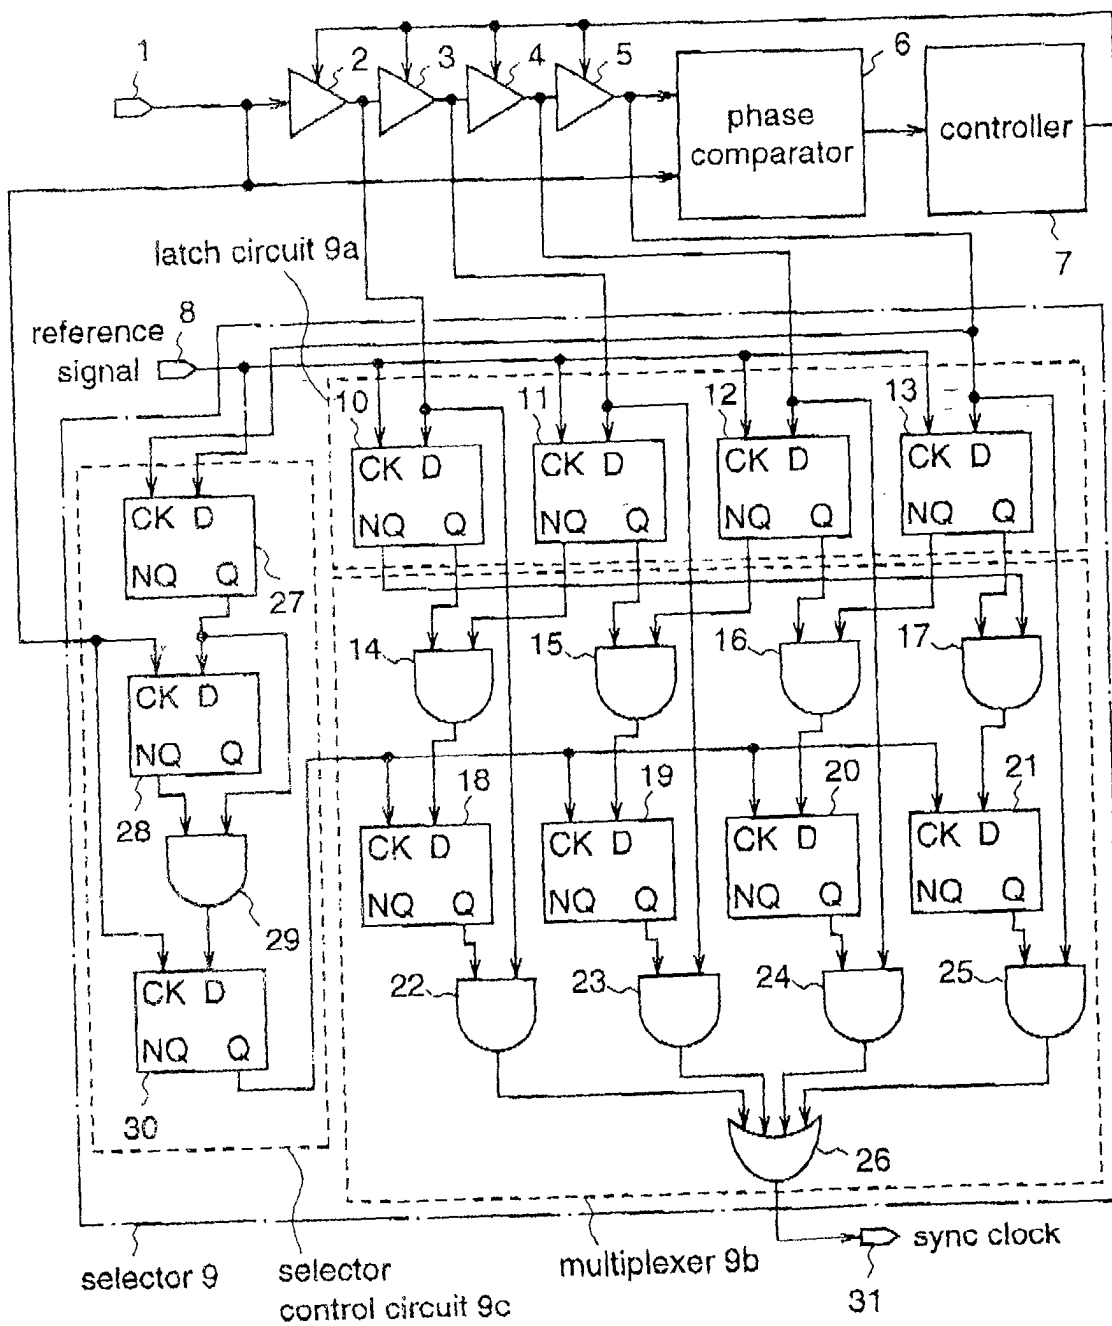 1
2
3
4
5
6
phase
comparator
controller
7
latch circuit 9a
reference
signal
8
10
11
12
13
CK D
NQ Q
CK D
NQ Q
CK D
NQ Q
CK D
NQ Q
CK D
NQ Q
27
14
15
16
17
CK D
NQ Q
28
18
19
20
21
CK D
NQ Q
CK D
NQ Q
CK D
NQ Q
CK D
NQ Q
29
22
23
24
25
CK D
NQ Q
30
26
sync clock
31
selector 9
selector
control circuit 9c
multiplexer 9b